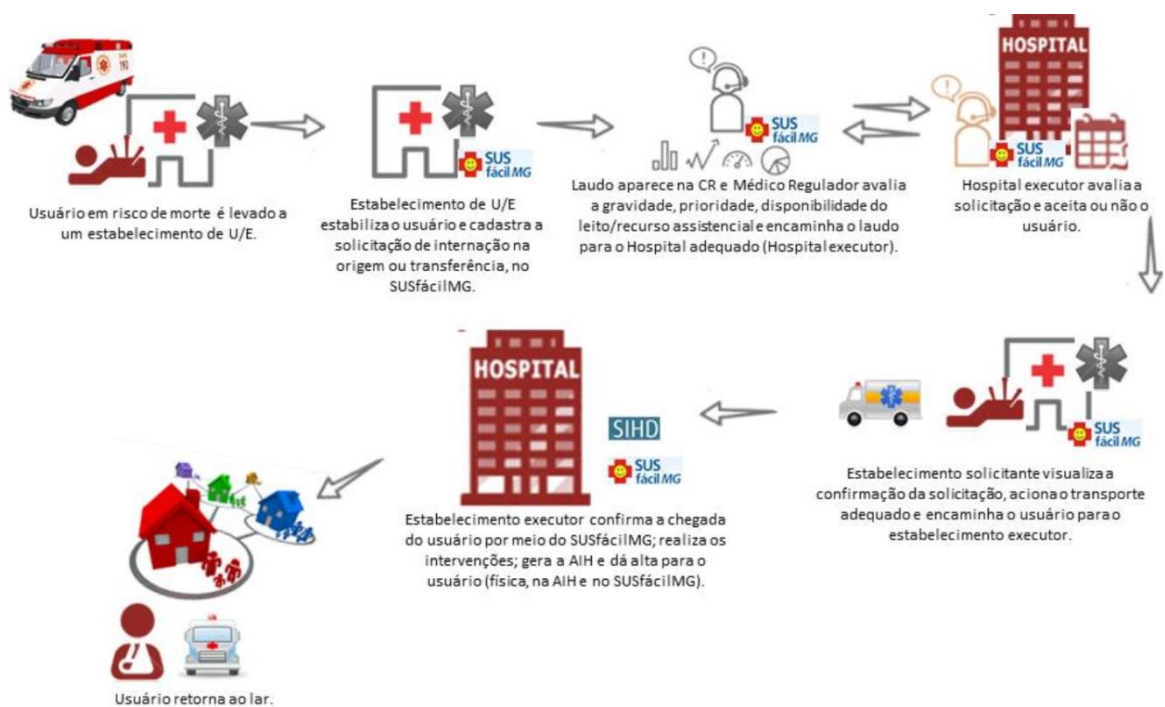 HOSPITAL
SUS
fácil MG
SUS
fácil MG
SUS
fácil MG
Usuário em risco de morte é levado a
um estabelecimento de U/E.
Estabelecimento de U/E
estabiliza o usuário e cadastra a
solicitação de internação na
origem ou transferência, no
SUSfácilMG.
Laudo aparece na CR e Médico Regulador avalia
a gravidade, prioridade, disponibilidade do
leito/recurso assistencial e encaminha o laudo
para o Hospital adequado (Hospital executor).
Hospital executor avalia a
solicitação e aceita ou não o
usuário.
SUS
fácil MG
Estabelecimento solicitante visualiza a
confirmação da solicitação, aciona o transporte
adequado e encaminha o usuário para o
estabelecimento executor.
HOSPITAL
SIHD
SUS
fácil MG
Estabelecimento executor confirma a chegada
do usuário por meio do SUSfácilMG; realiza os
intervenções; gera a AIH e dá alta para o
usuário (física, na AIH e no SUSfácilMG).
Usuário retorna ao lar.